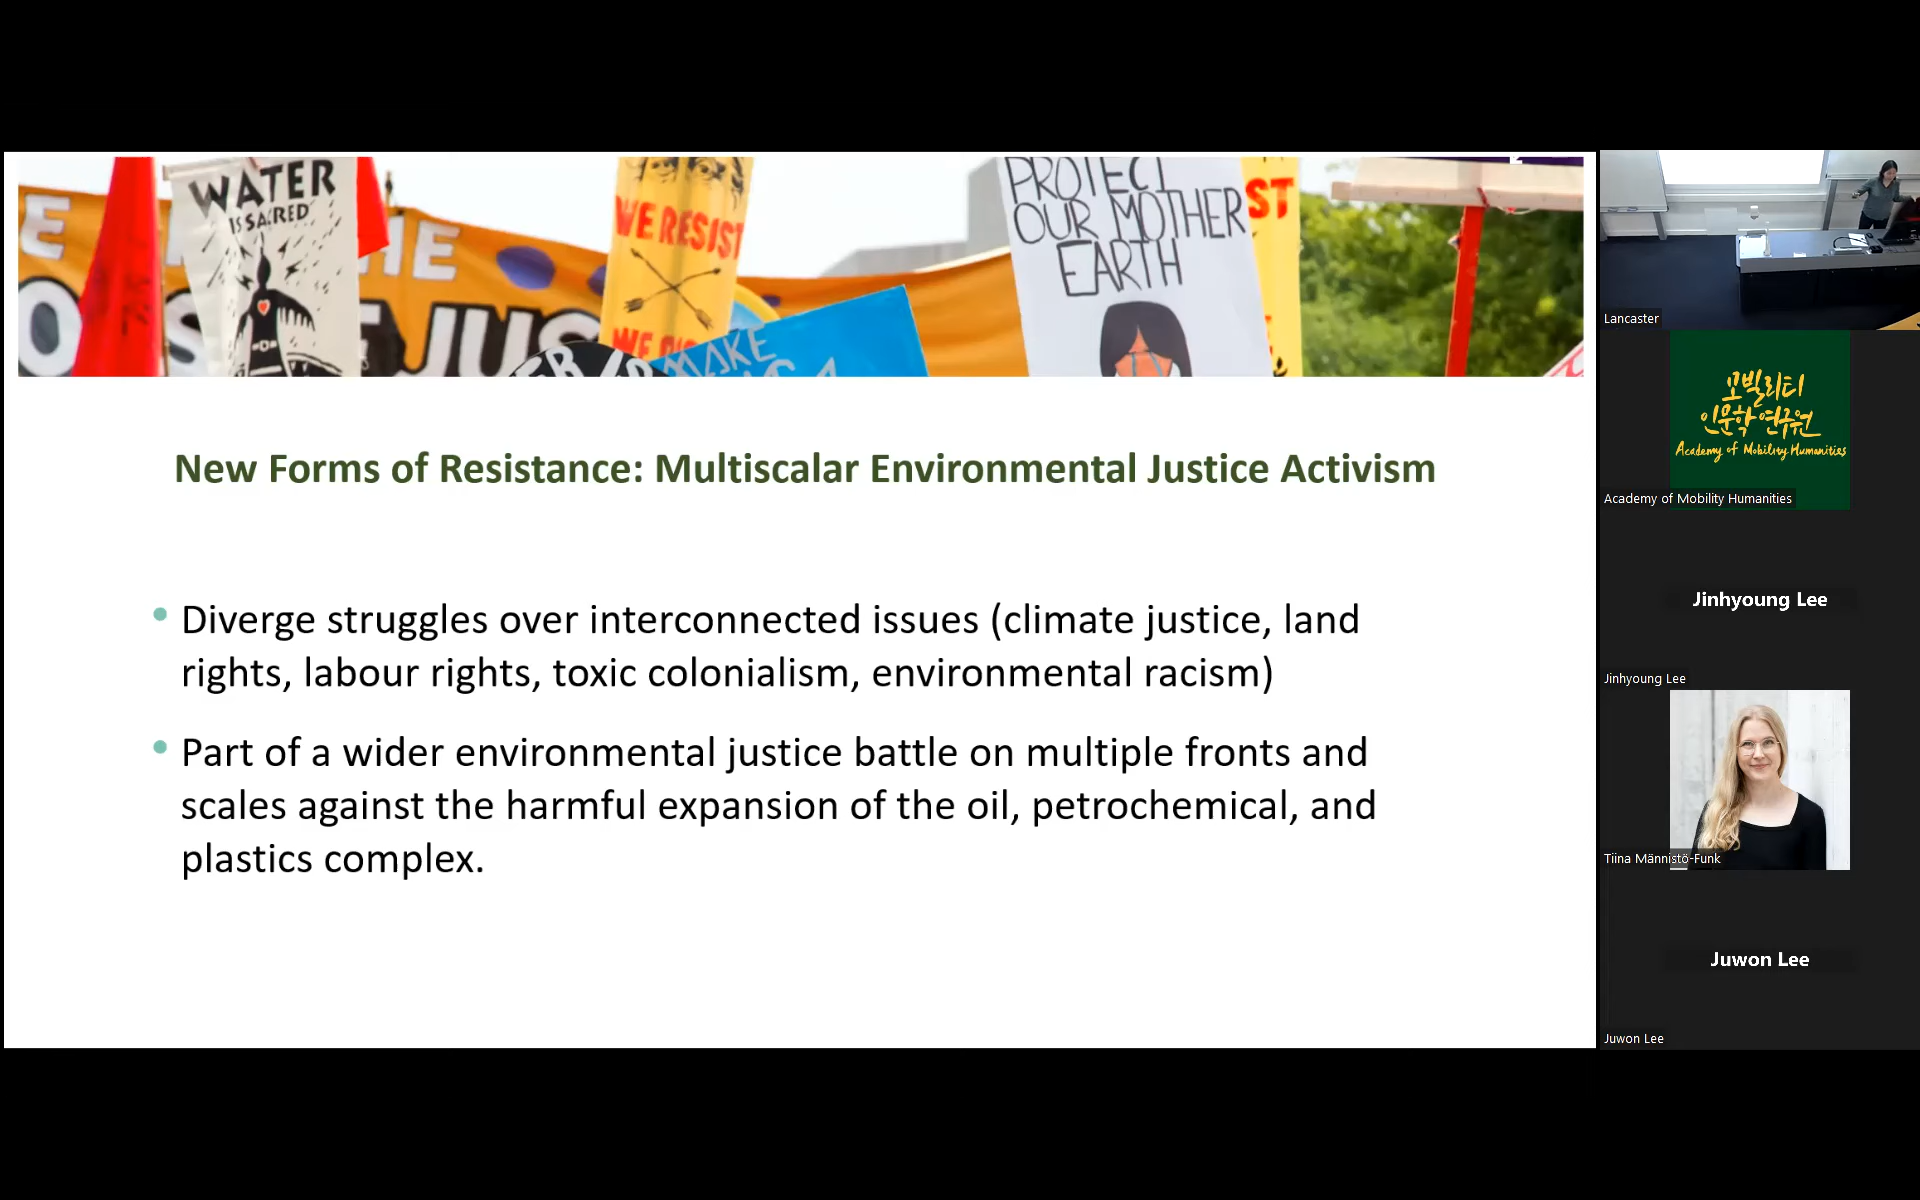 WATER
IS SACRED
WE RESIST
MAKE
PROTECT
OUR MOTHER
EARTH
ST
New Forms of Resistance: Multiscalar Environmental Justice Activism
• Diverge struggles over interconnected issues (climate justice, land
rights, labour rights, toxic colonialism, environmental racism)
• Part of a wider environmental justice battle on multiple fronts and
scales against the harmful expansion of the oil, petrochemical, and
plastics complex.
Lancaster
모빌리티
인문학 연구원
Academy of Mobility Humanities
Academy of Mobility Humanities
Jinhyoung Lee
Jinhyoung Lee
Tiina Männistö-Funk
Juwon Lee
Juwon Lee